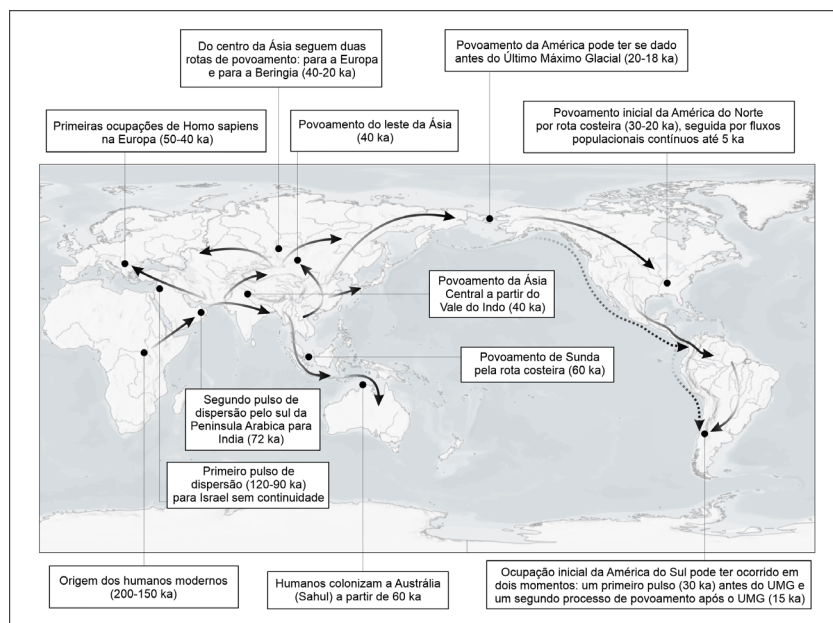 Do centro da Ásia seguem duas
rotas de povoamento: para a Europa
e para a Beringia (40-20 ka)
Povoamento da América pode ter se dado
antes do Último Máximo Glacial (20-18 ka)
Primeiras ocupações de Homo sapiens
na Europa (50-40 ka)
Povoamento do leste da Ásia
(40 ka)
Povoamento inicial da América do Norte
por rota costeira (30-20 ka), seguida por fluxos
populacionais contínuos até 5 ka
Povoamento da Ásia
Central a partir do
Vale do Indo (40 ka)
Povoamento de Sunda
pela rota costeira (60 ka)
Segundo pulso de
dispersão pelo sul da
Peninsula Arabica para
India (72 ka)
Primeiro pulso de
dispersão (120-90 ka)
para Israel sem continuidade
Origem dos humanos modernos
(200-150 ka)
Humanos colonizam a Austrália
(Sahul) a partir de 60 ka
Ocupação inicial da América do Sul pode ter ocorrido em
dois momentos: um primeiro pulso (30 ka) antes do UMG e
um segundo processo de povoamento após o UMG (15 ka)